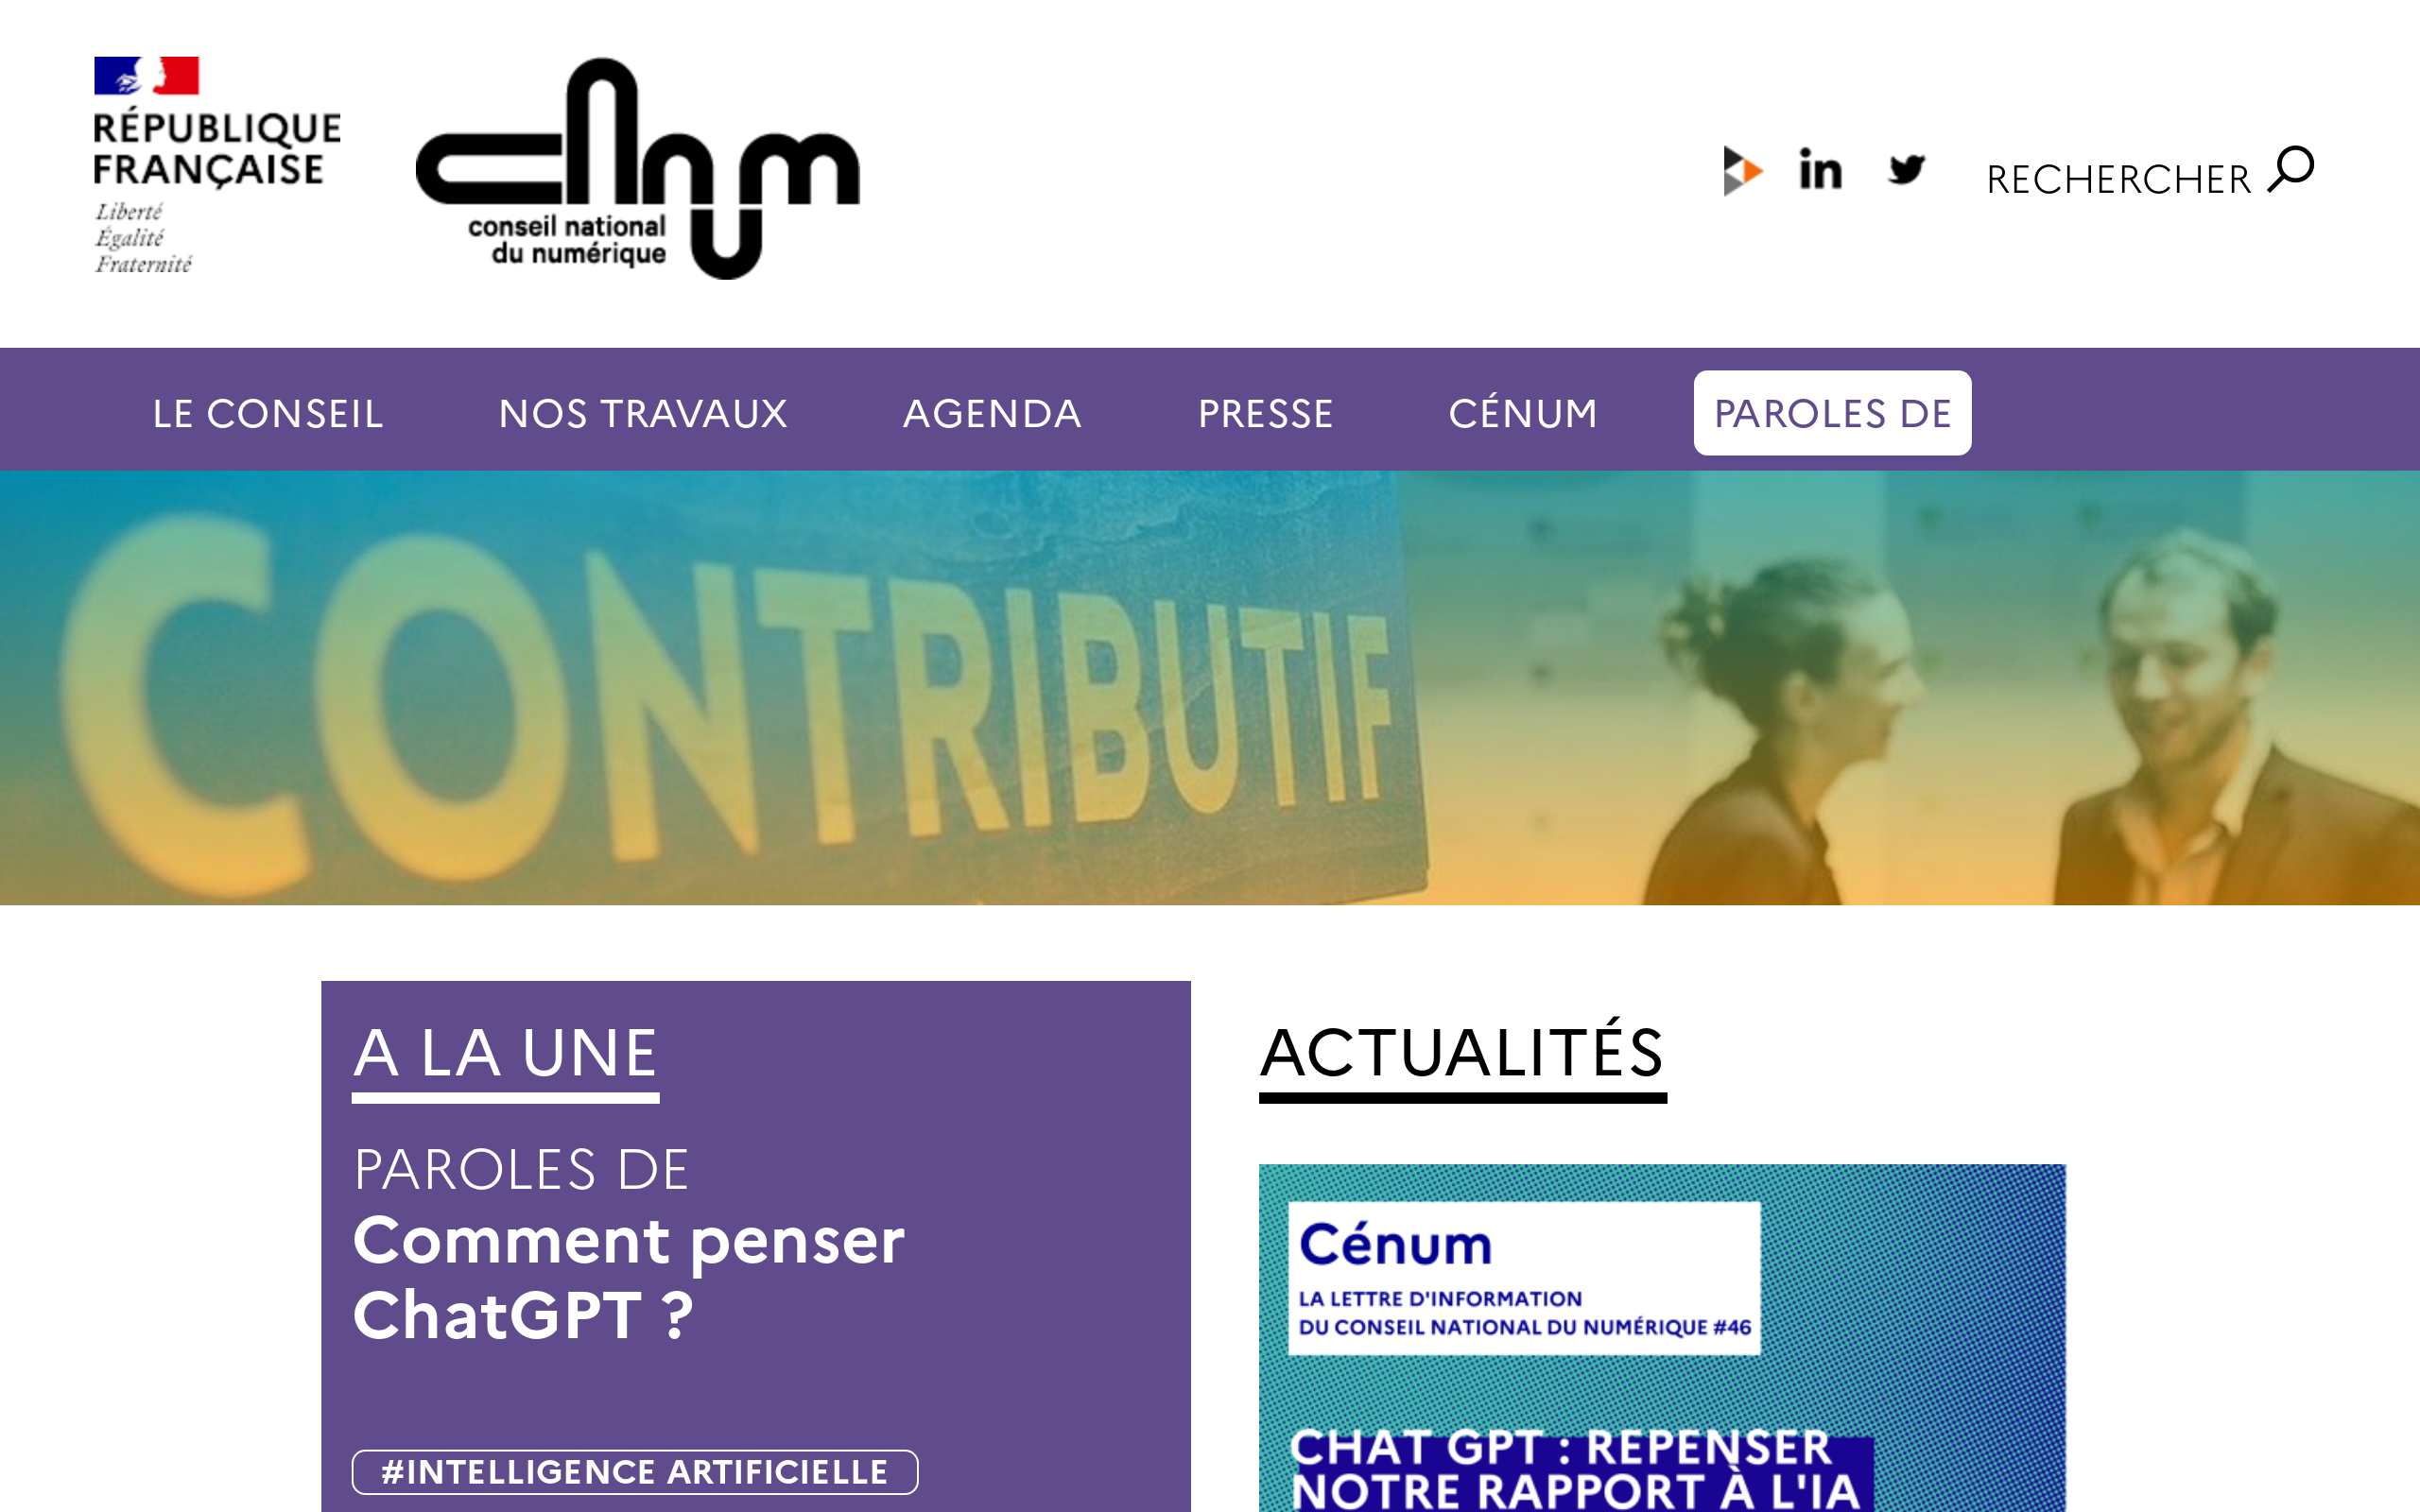 RÉPUBLIQUE
FRANÇAISE
Liberté
Égalité
Fraternité
cnnum
conseil national
du numérique
in
RECHERCHER
LE CONSEIL
NOS TRAVAUX
AGENDA
PRESSE
CÉNUM
PAROLES DE
CONTRIBUTIF
A LA UNE
PAROLES DE
Comment penser
ChatGPT ?
#INTELLIGENCE ARTIFICIELLE
ACTUALITÉS
Cénum
LA LETTRE D'INFORMATION
DU CONSEIL NATIONAL DU NUMÉRIQUE #46
CHAT GPT : REPENSER
NOTRE RAPPORT À L'IA